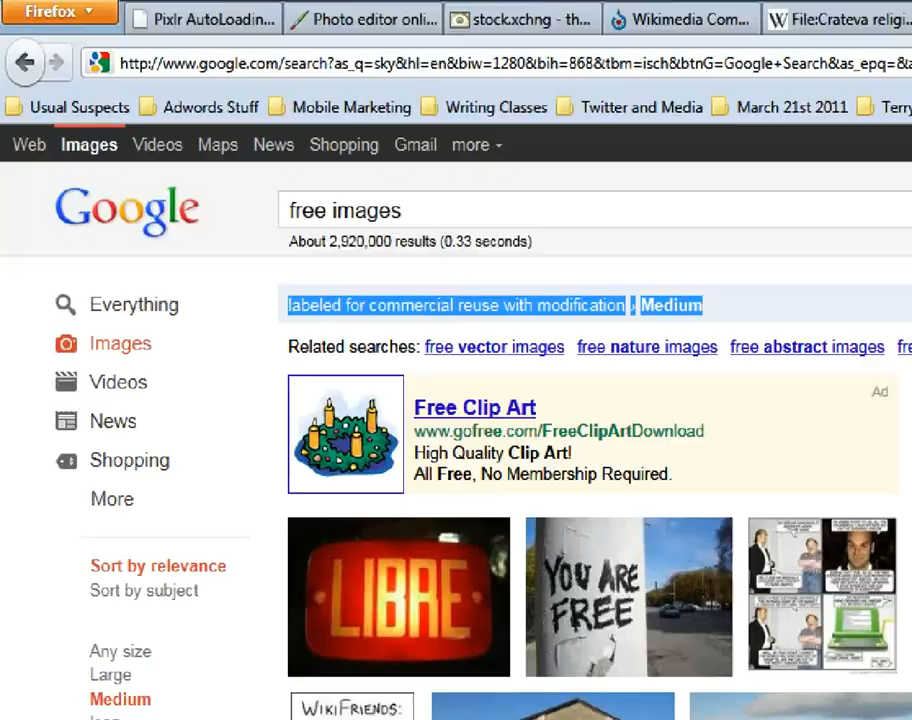 Firefox
Pixlr AutoLoadin...
Photo editor onli...
stock.xchng - th...
Wikimedia Com...
File:Crateva religi...
http://www.google.com/search?as_q=sky&hl=en&biw=1280&bih=868&tbm=isch&btnG=Google+Search&as_epq=&
Usual Suspects
Adwords Stuff
Mobile Marketing
Writing Classes
Twitter and Media
March 21st 2011
Terry
Web Images Videos Maps News Shopping Gmail more
Google
free images
About 2,920,000 results (0.33 seconds)
Everything
labeled for commercial reuse with modification › Medium
Images
Related searches: free vector images free nature images free abstract images
Videos
News
Shopping
More
Free Clip Art
Ad
www.gofree.com/FreeClipArtDownload
High Quality Clip Art!
All Free, No Membership Required.
Sort by relevance
Sort by subject
Any size
Large
Medium
LIBRE
YOU ARE
FREE
WIKIFRIENDS: